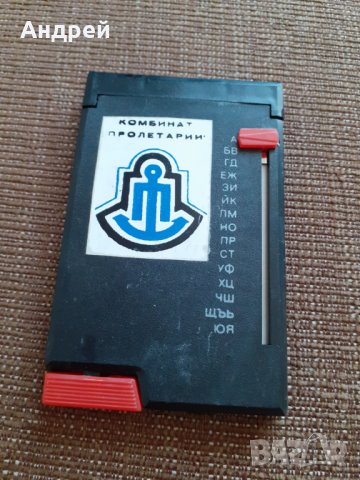 Андрей
КОМБИНАТ
ПРОЛЕТАРИЙ
А
БВ
ГД
ЕЖ
ЗИ
ЙК
ЛМ
НО
ПР
СТ
УФ
ХЦ
ЧШ
ЩЪЬ
ЮЯ